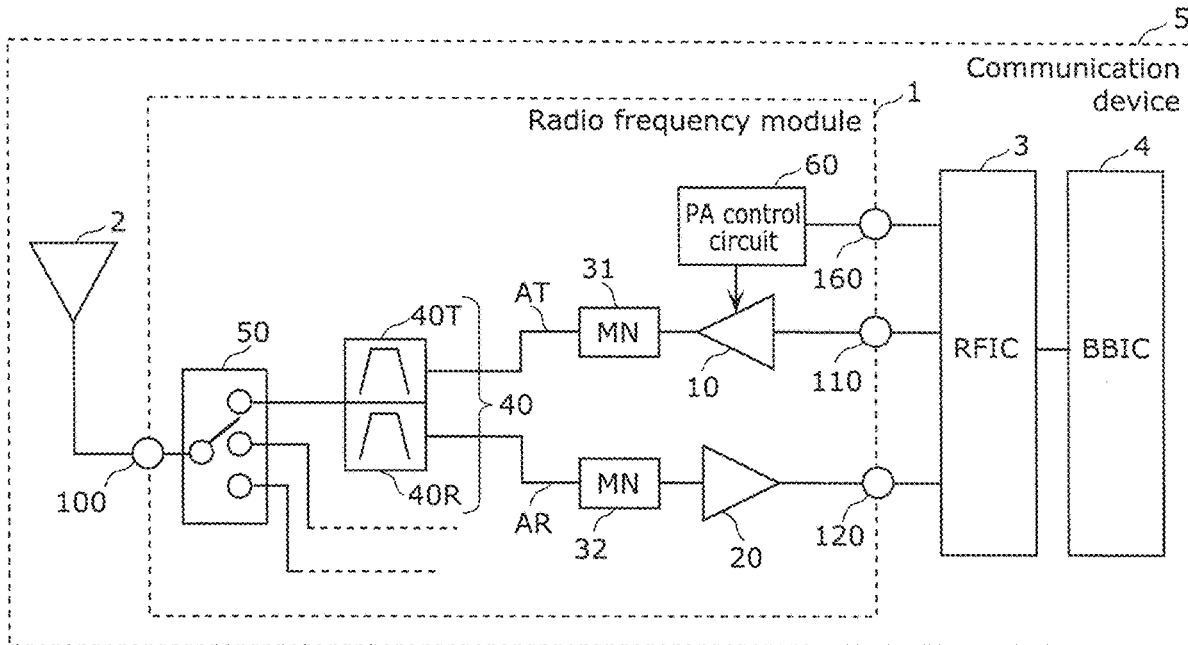 5
Communication
device
1
Radio frequency module
60
PA control
circuit
3
4
2
160
31
AT
MN
40T
50
40
10
110
RFIC
BBIC
100
40R
AR
MN
32
20
120